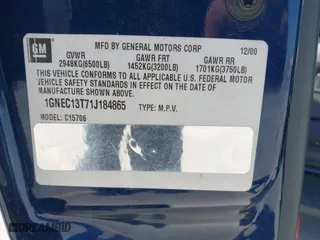 GM
MFD BY GENERAL MOTORS CORP 12/00
GVWR GAWR FRT GAWR RR
2948KG(6500LB) 1452KG(3200LB) 1701KG(3750LB)
THIS VEHICLE CONFORMS TO ALL APPLICABLE U.S. FEDERAL MOTOR
VEHICLE SAFETY STANDARDS IN EFFECT ON THE DATE OF
MANUFACTURE SHOWN ABOVE.
1GNEC13T71J184865 TYPE: M.P.V.
MODEL: C15706